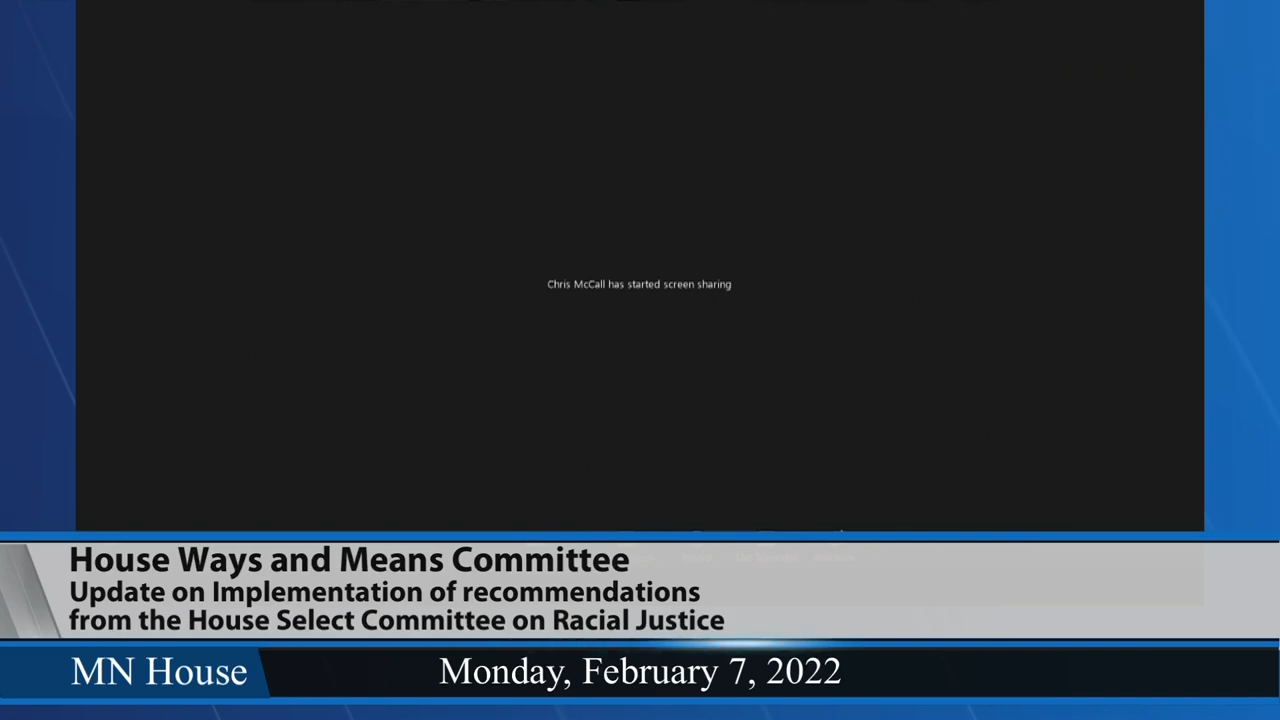 Chris McCall has started screen sharing
House Ways and Means Committee
Update on Implementation of recommendations
from the House Select Committee on Racial Justice
MN House
Monday, February 7, 2022